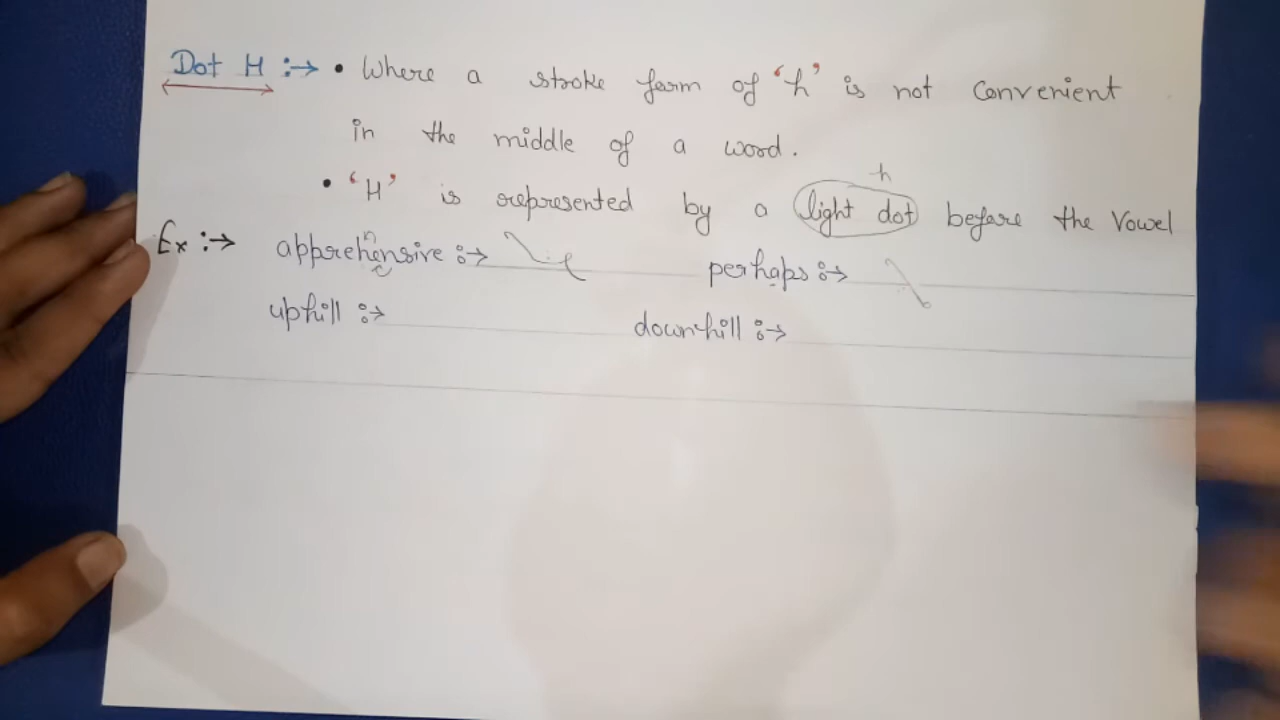 Dot H :→ • Where a stroke form of 'h' is not convenient
in the middle of a word.
h
• 'H' is represented by a light dot before the Vowel
Ex :→ apprehensive :→ perhaps :→
uphill :→ downhill :→